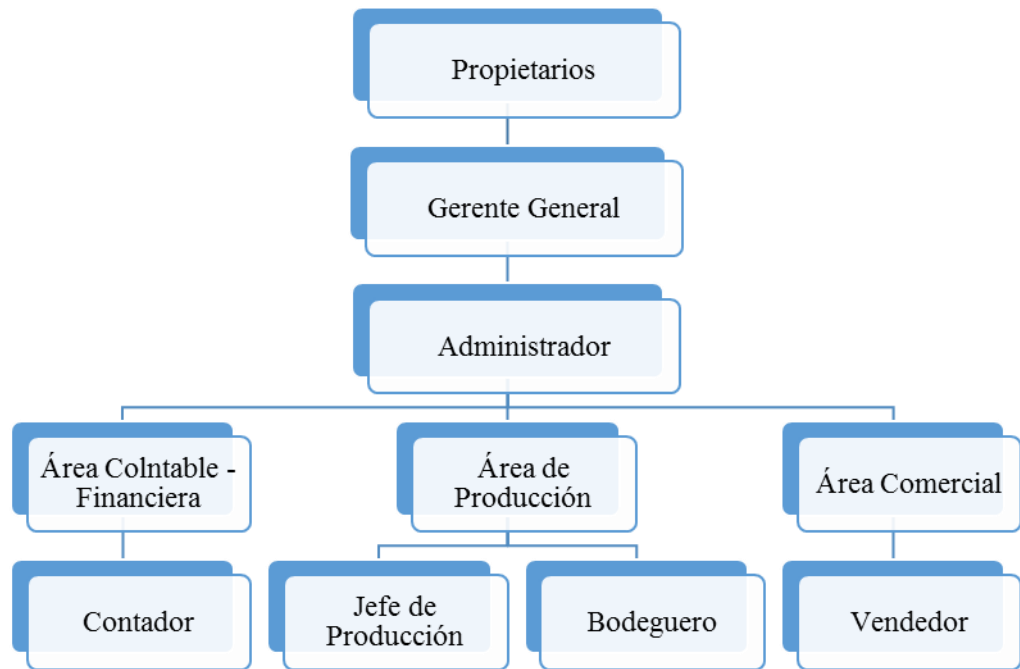 Propietarios
Gerente General
Administrador
Área Colntable -
Financiera
Área de
Producción
Área Comercial
Contador
Jefe de
Producción
Bodeguero
Vendedor